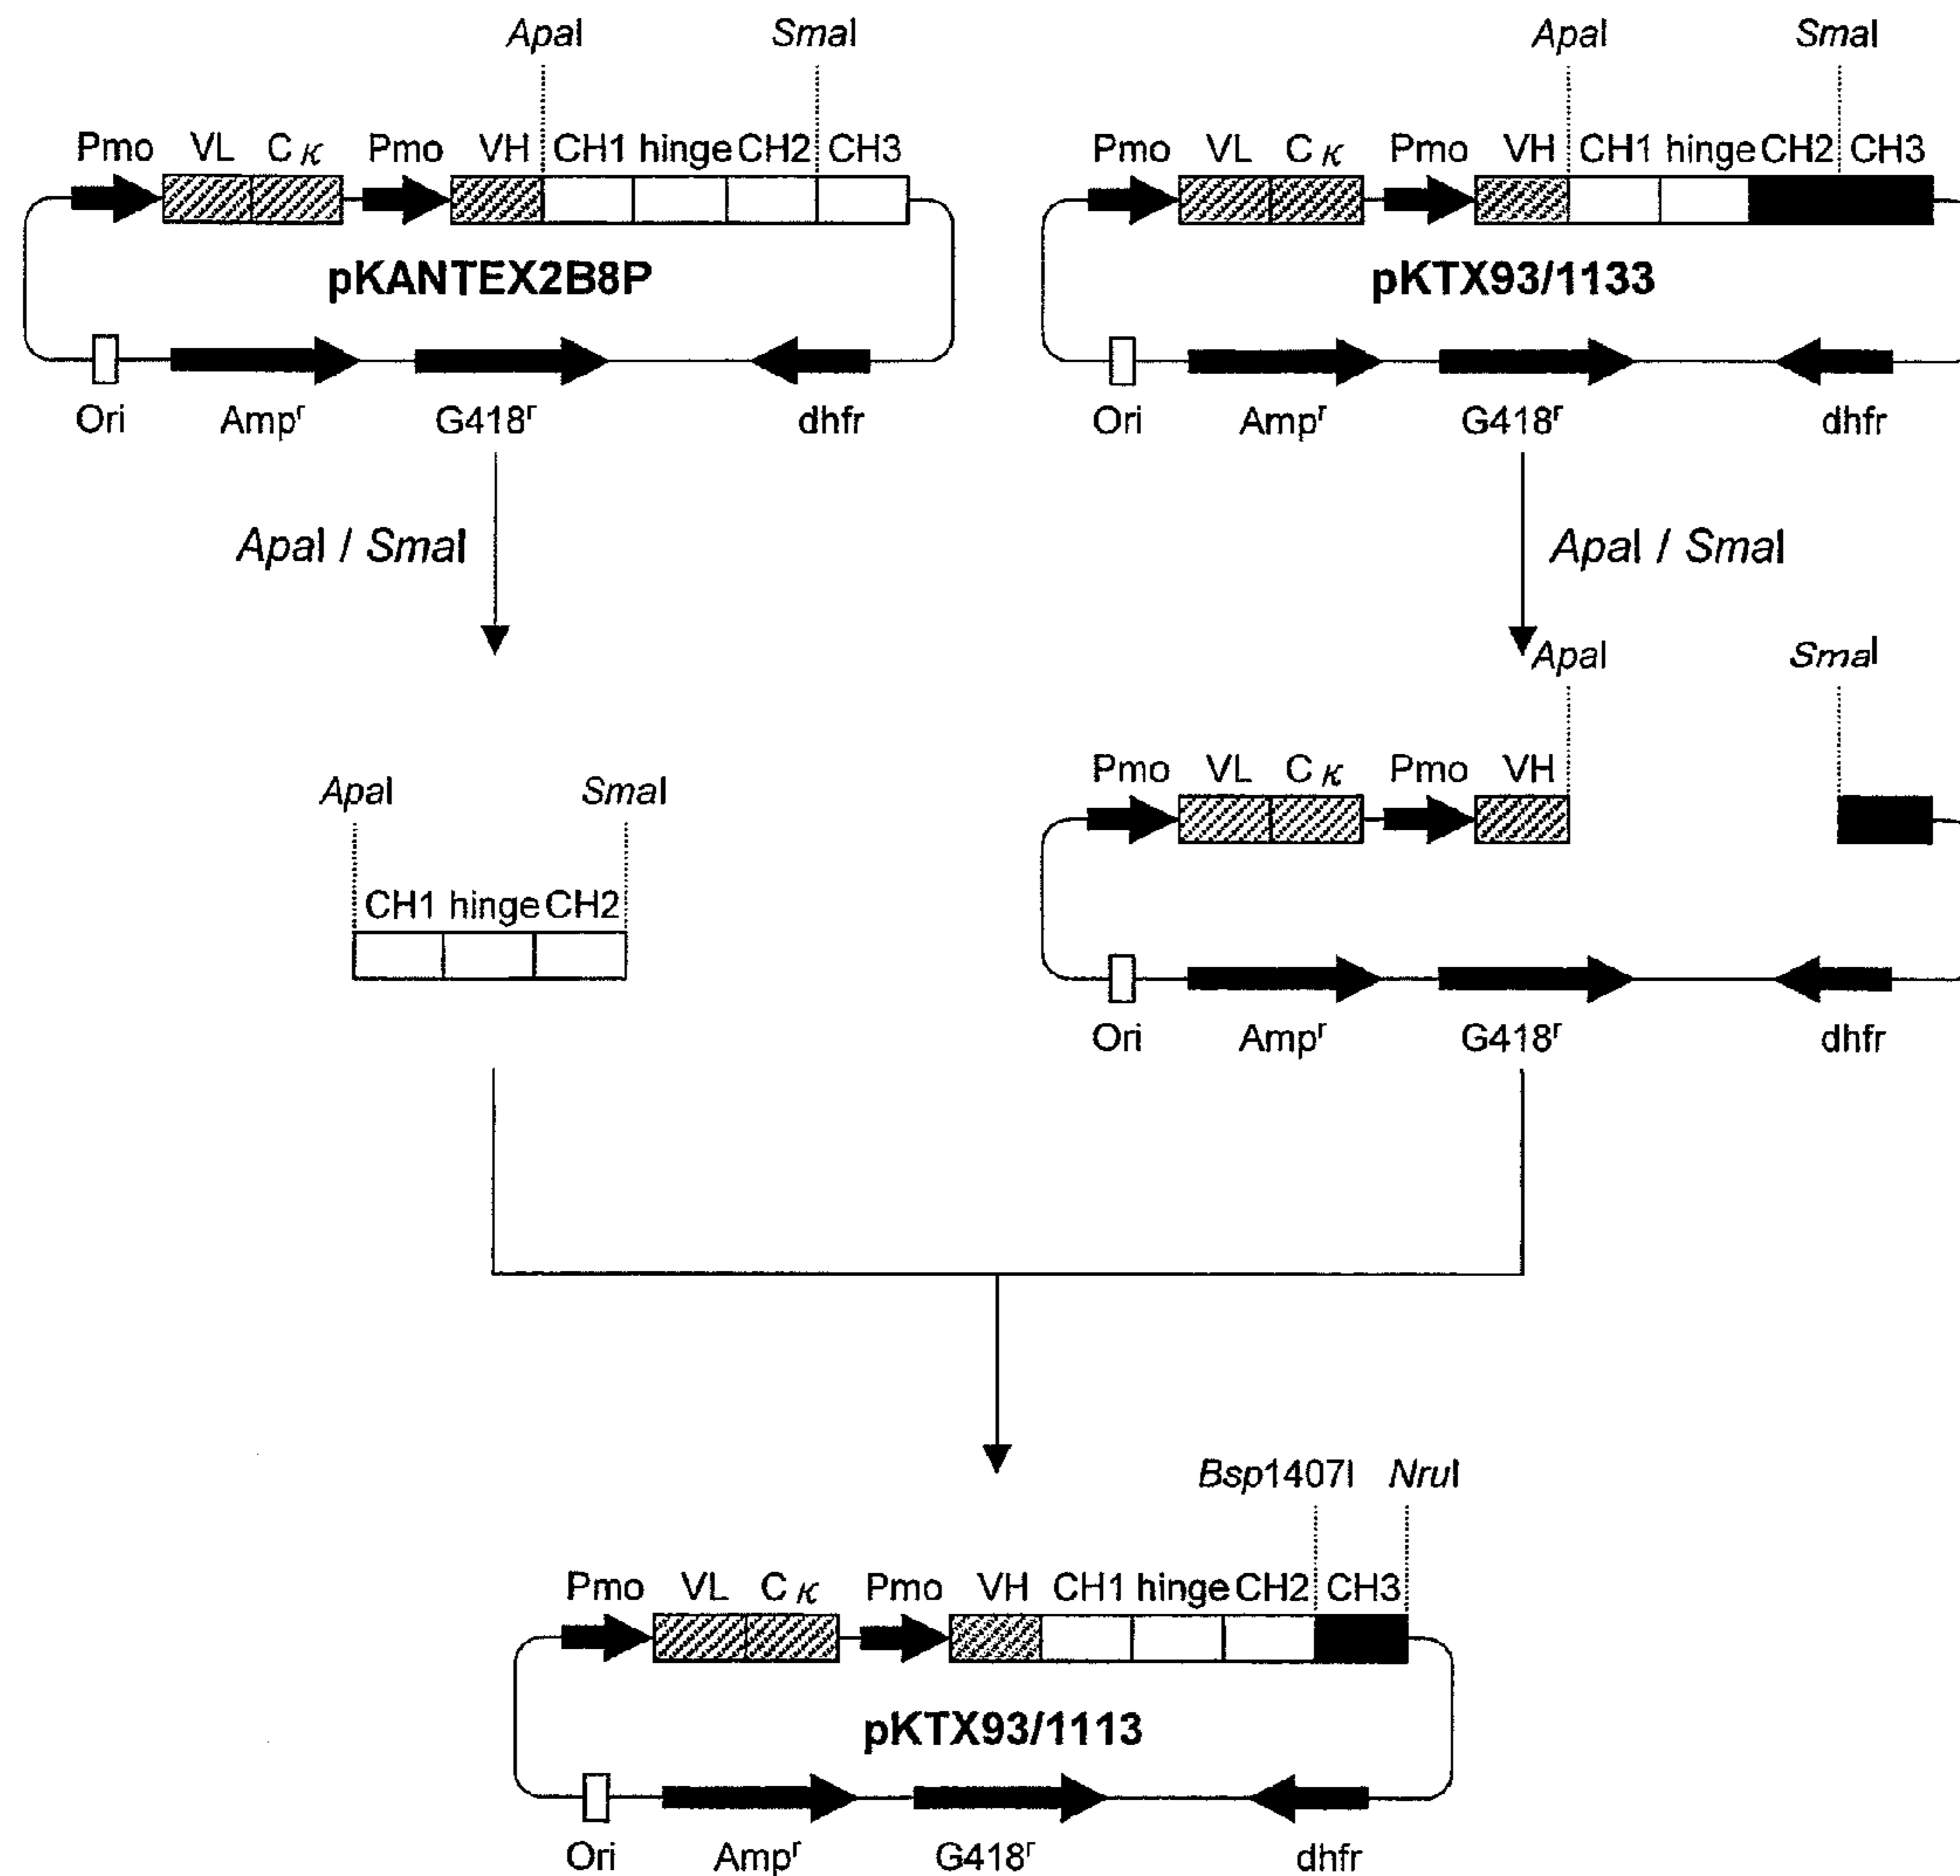 ApaI SmaI ApaI SmaI
Pmo VL Cκ Pmo VH CH1 hinge CH2 CH3 Pmo VL Cκ Pmo VH CH1 hinge CH2 CH3
pKANTEX2B8P pKTX93/1133
Ori Ampʳ G418ʳ dhfr Ori Ampʳ G418ʳ dhfr
ApaI / SmaI ApaI / SmaI
ApaI SmaI
Pmo VL Cκ Pmo VH
ApaI SmaI
CH1 hinge CH2
Ori Ampʳ G418ʳ dhfr
Bsp1407I NruI
Pmo VL Cκ Pmo VH CH1 hinge CH2 CH3
pKTX93/1113
Ori Ampʳ G418ʳ dhfr